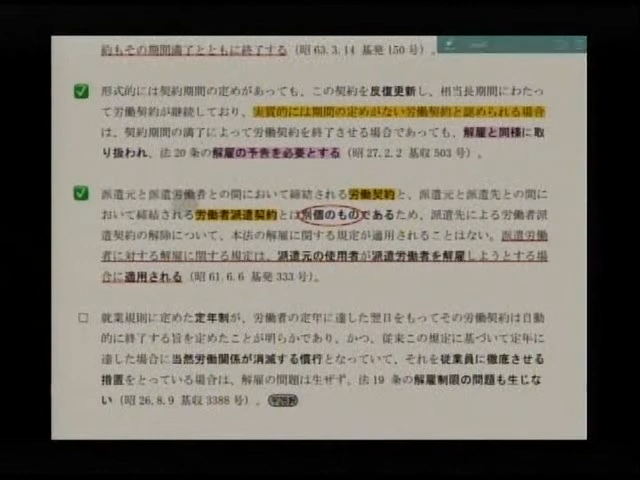 約もその期間満了とともに終了する（昭 63.3.14 基発 150 号）。
形式的には契約期間の定めがあっても、この契約を反復更新し、相当長期間にわたっ
て労働契約が継続しており、実質的には期間の定めがない労働契約と認められる場合
は、契約期間の満了によって労働契約を終了させる場合であっても、解雇と同様に取
り扱われ、法 20 条の解雇の予告を必要とする（昭 27.2.2 基収 503 号）。
派遣元と派遣労働者との間において締結される労働契約と、派遣元と派遣先との間に
おいて締結される労働者派遣契約とは別個のものであるため、派遣先による労働者派
遣契約の解除について、本法の解雇に関する規定が適用されることはない。派遣労働
者に対する解雇に関する規定は、派遣元の使用者が派遣労働者を解雇しようとする場
合に適用される（昭 61.6.6 基発 333 号）。
就業規則に定めた定年制が、労働者の定年に達した翌日をもってその労働契約は自動
的に終了する旨を定めたことが明らかであり、かつ、従来この規定に基づいて定年に
達した場合に当然労働関係が消滅する慣行となっていて、それを従業員に徹底させる
措置をとっている場合は、解雇の問題は生ぜず、法 19 条の解雇制限の問題も生じな
い（昭 26.8.9 基収 3388 号）。